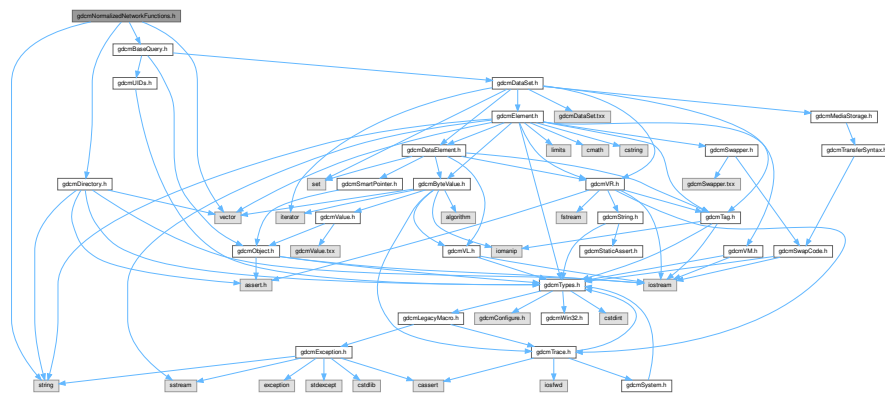 gdcmNormalizedNetworkFunctions.h
gdcmBaseQuery.h
gdcmUIDs.h
gdcmDataSet.h
gdcmElement.h
gdcmDataSet.txx
gdcmMediaStorage.h
gdcmDataElement.h
limits
cmath
cstring
gdcmSwapper.h
gdcmTransferSyntax.h
gdcmDirectory.h
set
gdcmSmartPointer.h
gdcmByteValue.h
gdcmVR.h
gdcmSwapper.txx
vector
iterator
gdcmValue.h
algorithm
fstream
gdcmString.h
gdcmTag.h
gdcmObject.h
gdcmValue.txx
gdcmVL.h
iomanip
gdcmStaticAssert.h
gdcmVM.h
gdcmSwapCode.h
assert.h
gdcmTypes.h
iostream
gdcmLegacyMacro.h
gdcmConfigure.h
gdcmWin32.h
cstdint
gdcmException.h
gdcmTrace.h
string
sstream
exception
stdexcept
cstdlib
cassert
iosfwd
gdcmSystem.h